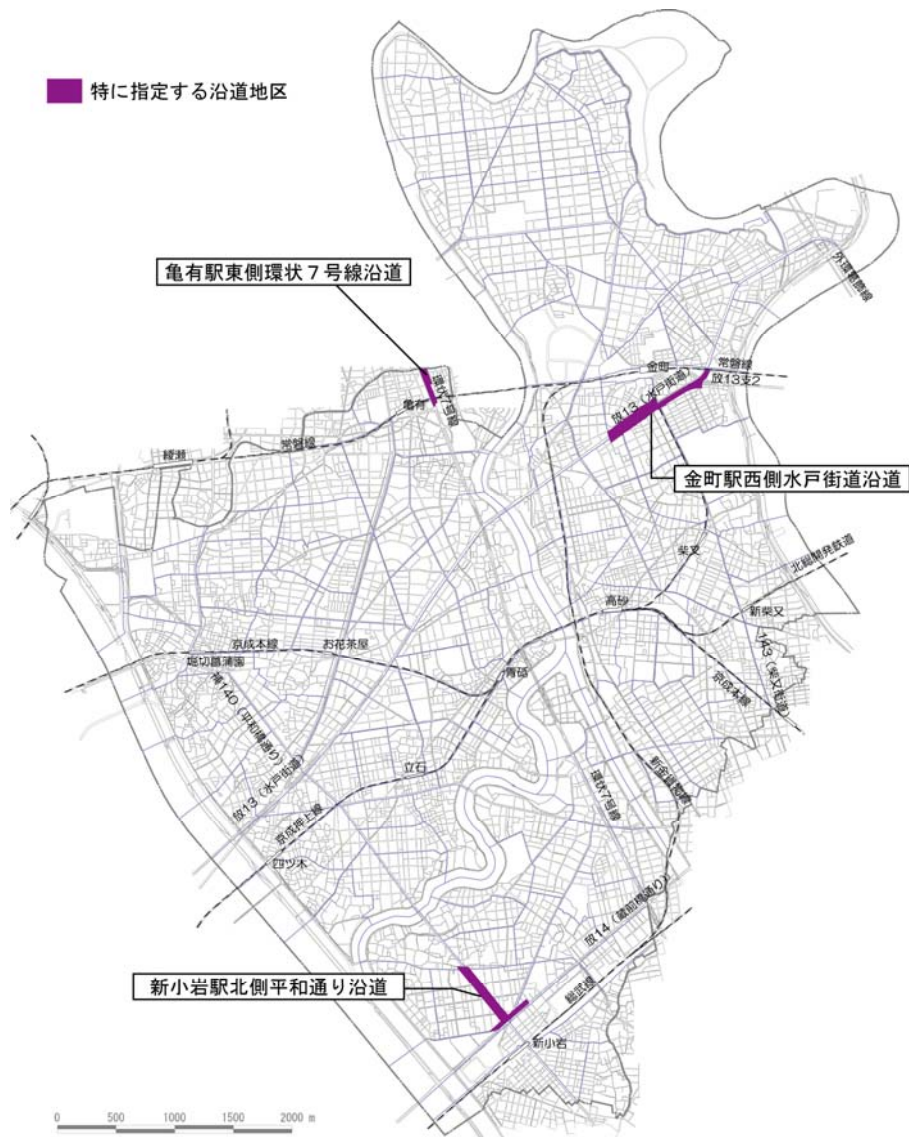 特に指定する沿道地区
亀有駅東側環状7号線沿道
外環葛飾線
常磐線
金町
放13支2
放13（水戸街道）
環状7号線
亀有
常磐線
綾瀬
金町駅西側水戸街道沿道
柴又
北総開発鉄道
高砂
新柴又
京成本線
お花茶屋
堀切菖蒲園
青砥
143（柴又街道）
京成本線
補140（平和橋通り）
立石
放13（水戸街道）
環状7号線
新金貨物線
京成押上線
四ツ木
放14（蔵前橋通り）
総武線
新小岩駅北側平和通り沿道
新小岩
0 500 1000 1500 2000 m